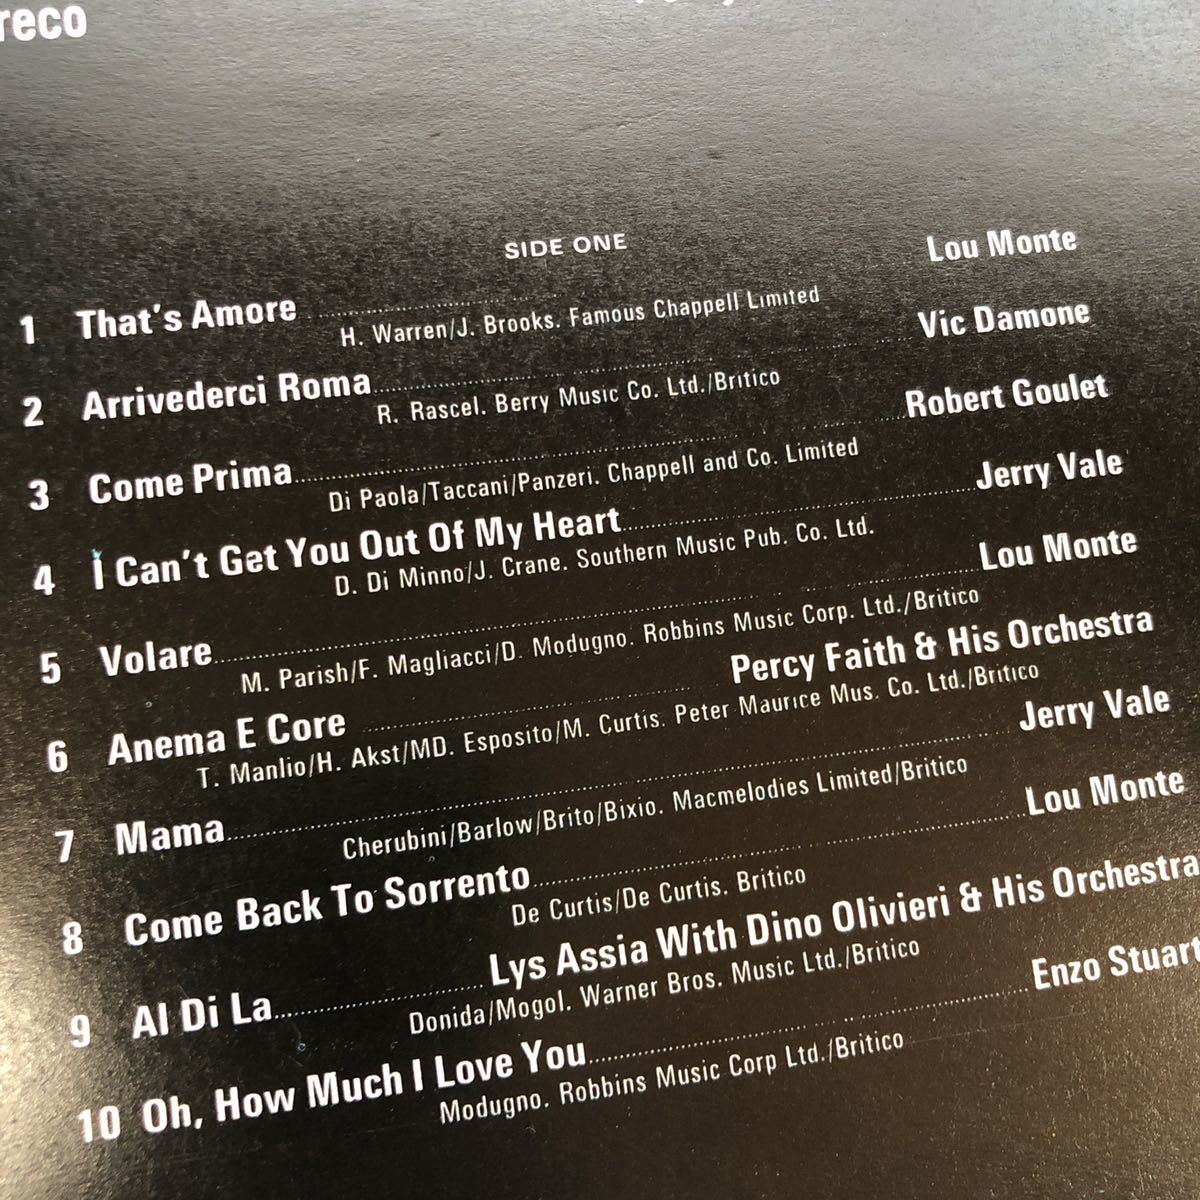 reco
SIDE ONE
1 That's Amore Lou Monte
H. Warren/J. Brooks. Famous Chappell Limited
2 Arrivederci Roma Vic Damone
R. Rascel. Berry Music Co. Ltd./Britico
3 Come Prima Robert Goulet
Di Paola/Taccani/Panzeri. Chappell and Co. Limited
4 I Can't Get You Out Of My Heart Jerry Vale
D. Di Minno/J. Crane. Southern Music Pub. Co. Ltd.
5 Volare Lou Monte
M. Parish/F. Magliacci/D. Modugno. Robbins Music Corp. Ltd./Britico
6 Anema E Core Percy Faith & His Orchestra
T. Manlio/H. Akst/MD. Esposito/M. Curtis. Peter Maurice Mus. Co. Ltd./Britico
7 Mama Jerry Vale
Cherubini/Barlow/Brito/Bixio. Macmelodies Limited/Britico
8 Come Back To Sorrento Lou Monte
De Curtis/De Curtis. Britico
9 Al Di La Lys Assia With Dino Olivieri & His Orchestra
Donida/Mogol. Warner Bros. Music Ltd./Britico
10 Oh, How Much I Love You Enzo Stuart
Modugno. Robbins Music Corp Ltd./Britico